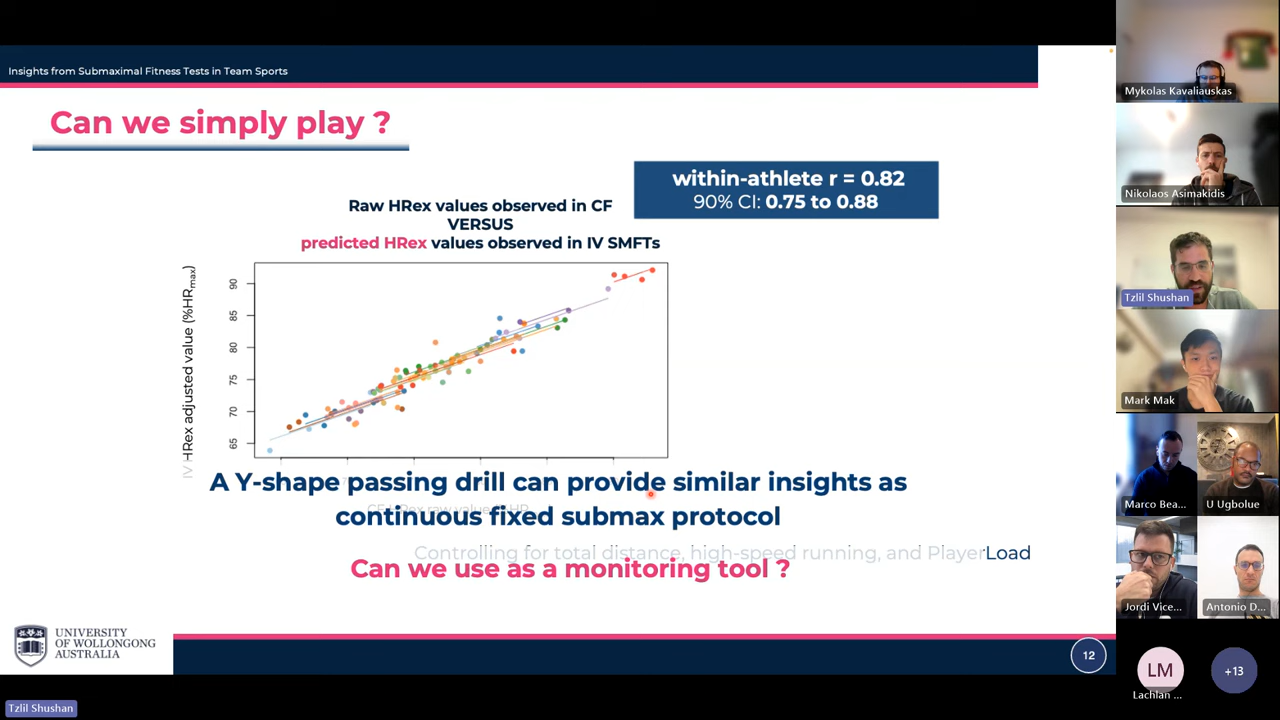 Insights from Submaximal Fitness Tests in Team Sports
Can we simply play ?
within-athlete r = 0.82
90% CI: 0.75 to 0.88
Raw HRex values observed in CF
VERSUS
predicted HRex values observed in IV SMFTs
IV HRex adjusted value (%HRmax)
90
85
80
75
70
65
A Y-shape passing drill can provide similar insights as
continuous fixed submax protocol
Controlling for total distance, high-speed running, and PlayerLoad
Can we use as a monitoring tool ?
UNIVERSITY
OF WOLLONGONG
AUSTRALIA
12
Tzlil Shushan
Mykolas Kavaliauskas
Nikolaos Asimakidis
Tzlil Shushan
Mark Mak
Marco Bea...
U Ugbolue
Jordi Vice...
Antonio D...
LM
Lachlan ...
+13